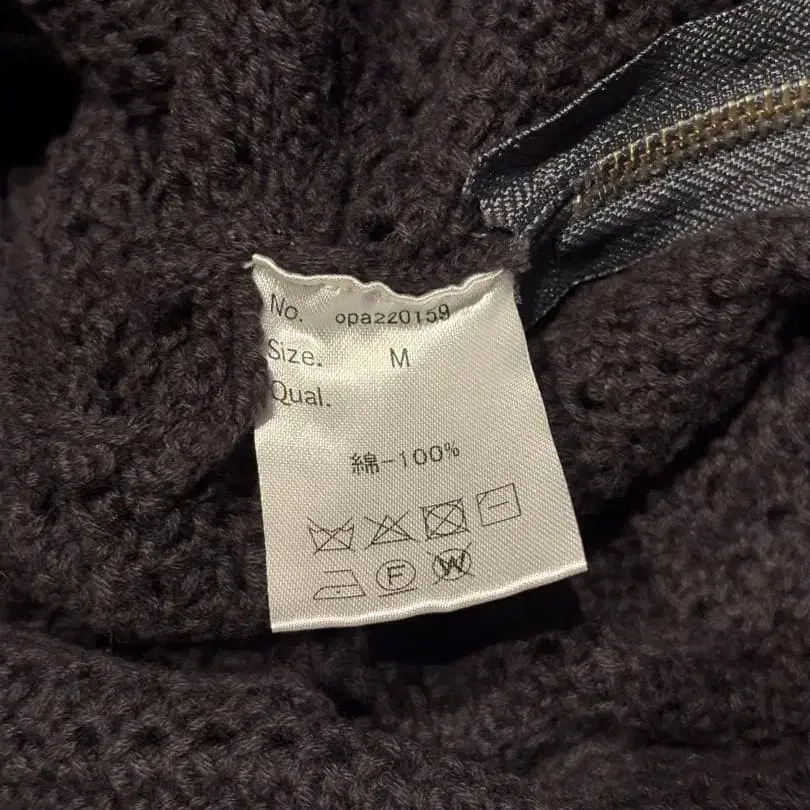 No. opa220159
Size. M
Qual.
綿-100%
F W